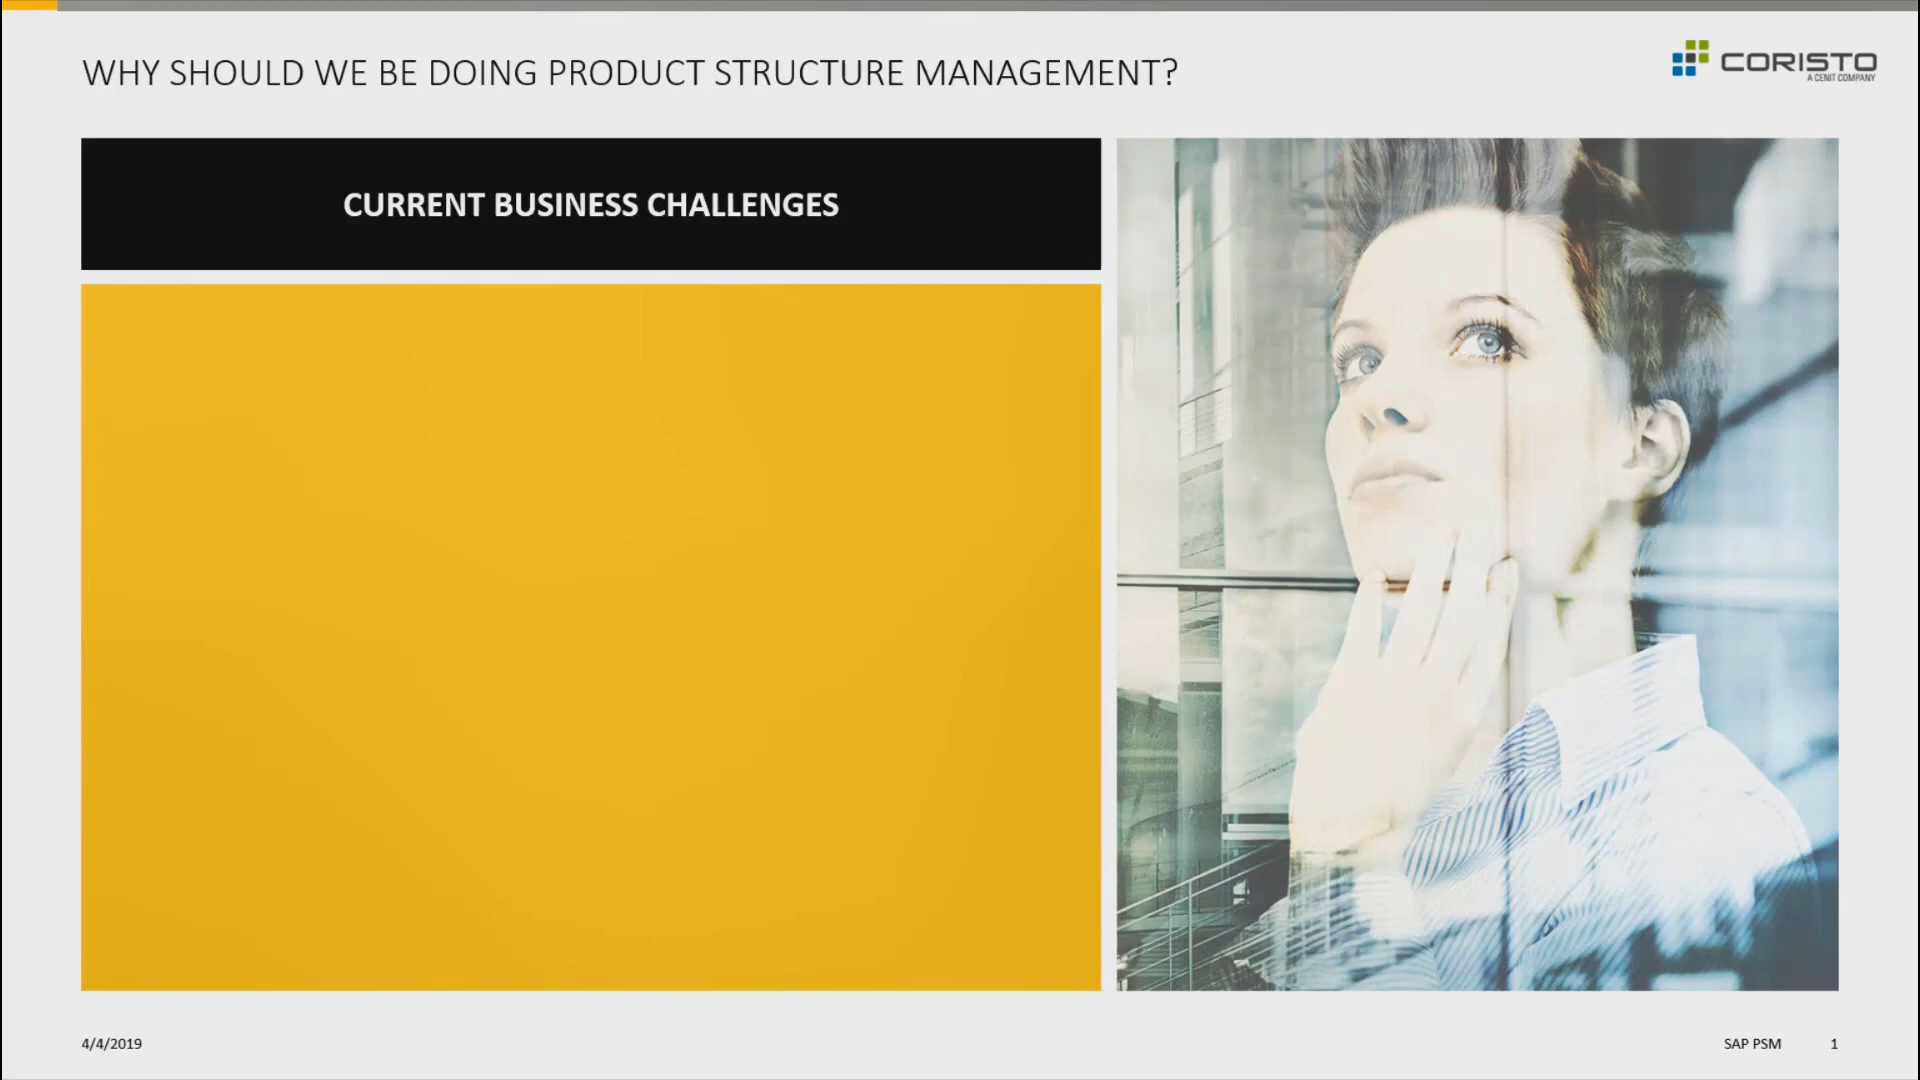 WHY SHOULD WE BE DOING PRODUCT STRUCTURE MANAGEMENT?
CORISTO
A CENIT COMPANY
CURRENT BUSINESS CHALLENGES
4/4/2019
SAP PSM
1